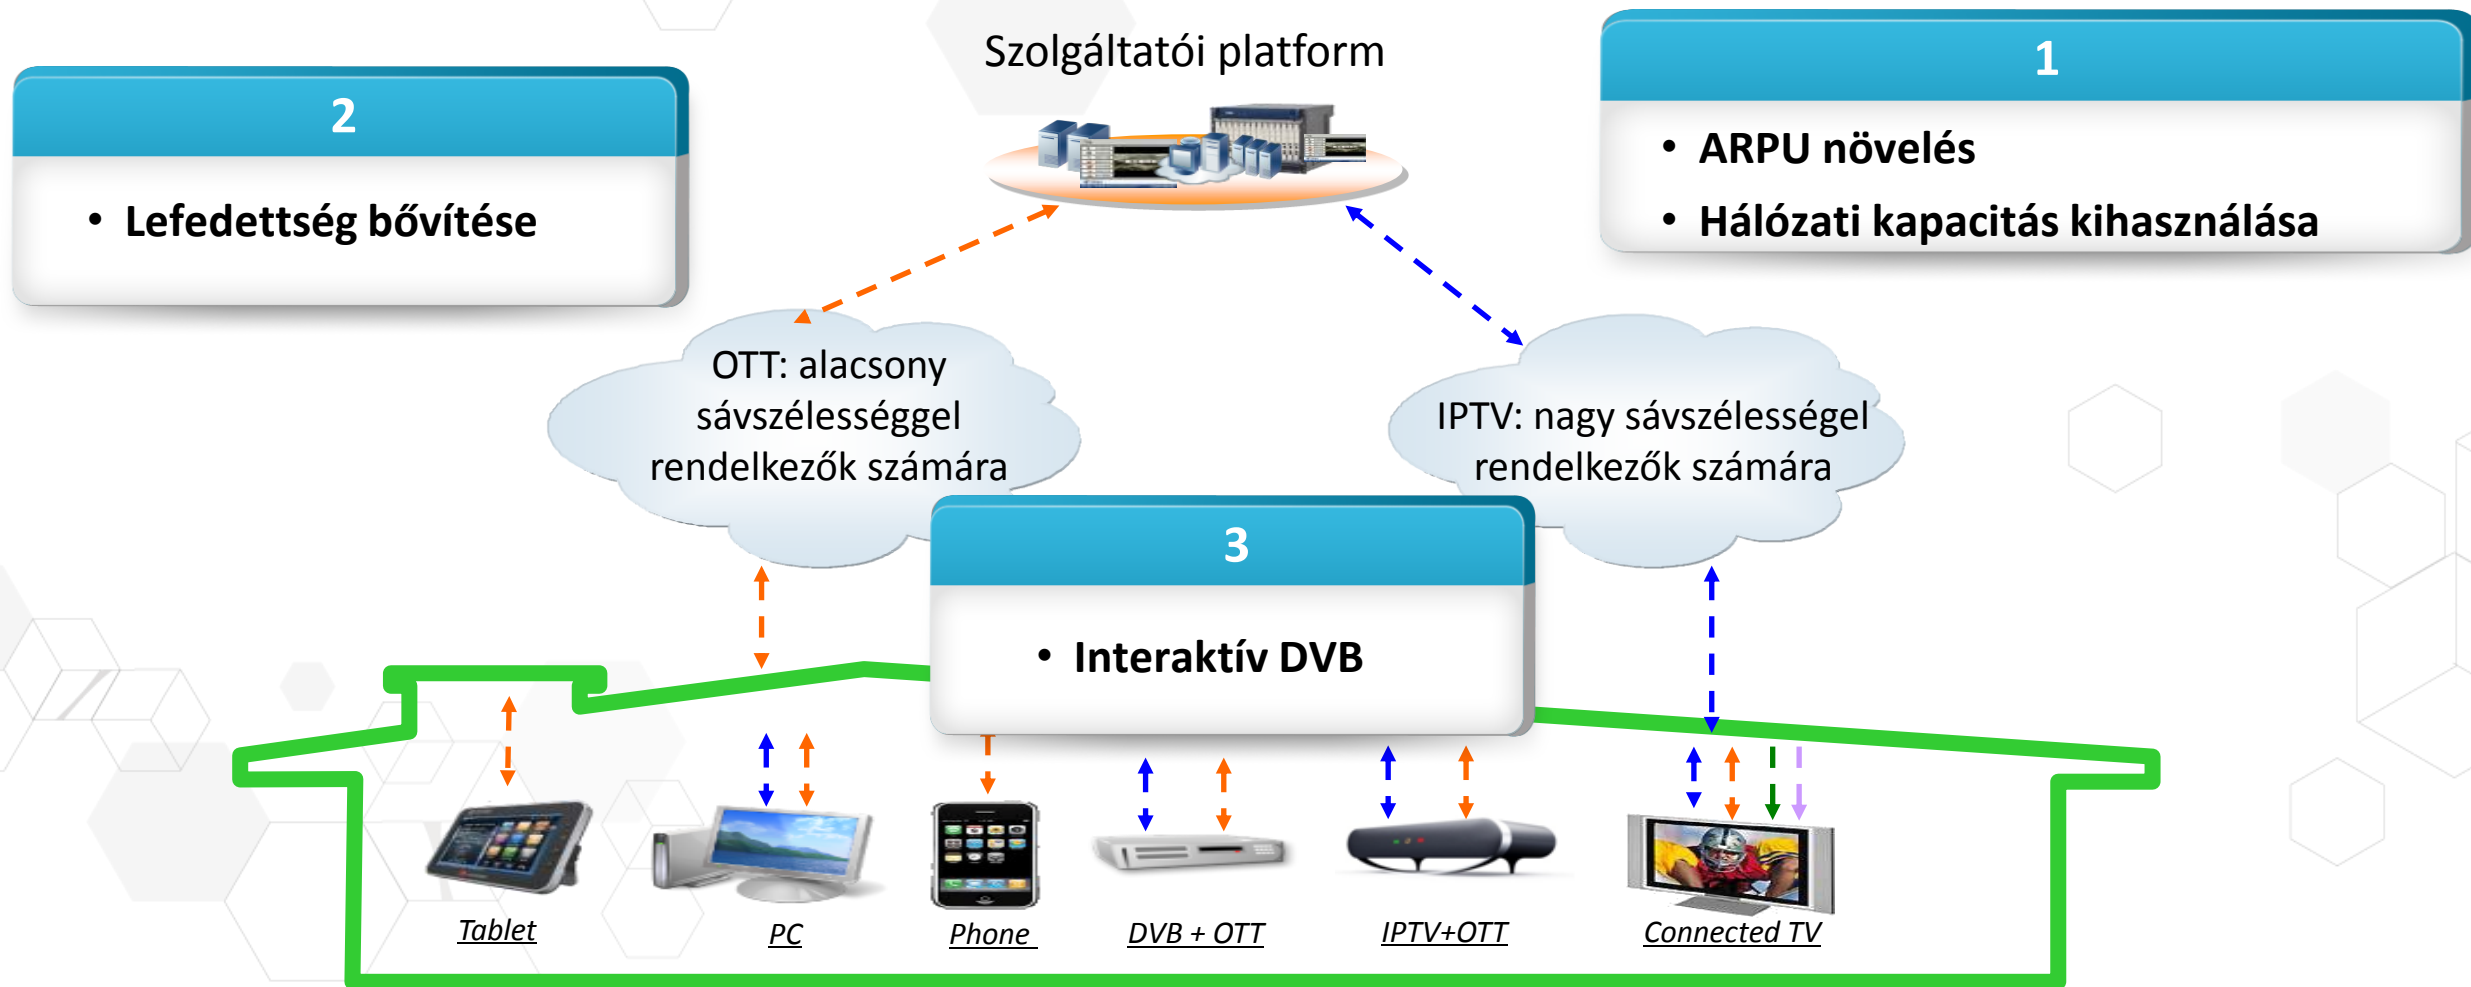 Szolgáltatói platform
1
• ARPU növelés
• Hálózati kapacitás kihasználása
2
• Lefedettség bővítése
OTT: alacsony
sávszélességgel
rendelkezők számára
IPTV: nagy sávszélességel
rendelkezők számára
3
• Interaktív DVB
Tablet
PC
Phone
DVB + OTT
IPTV+OTT
Connected TV